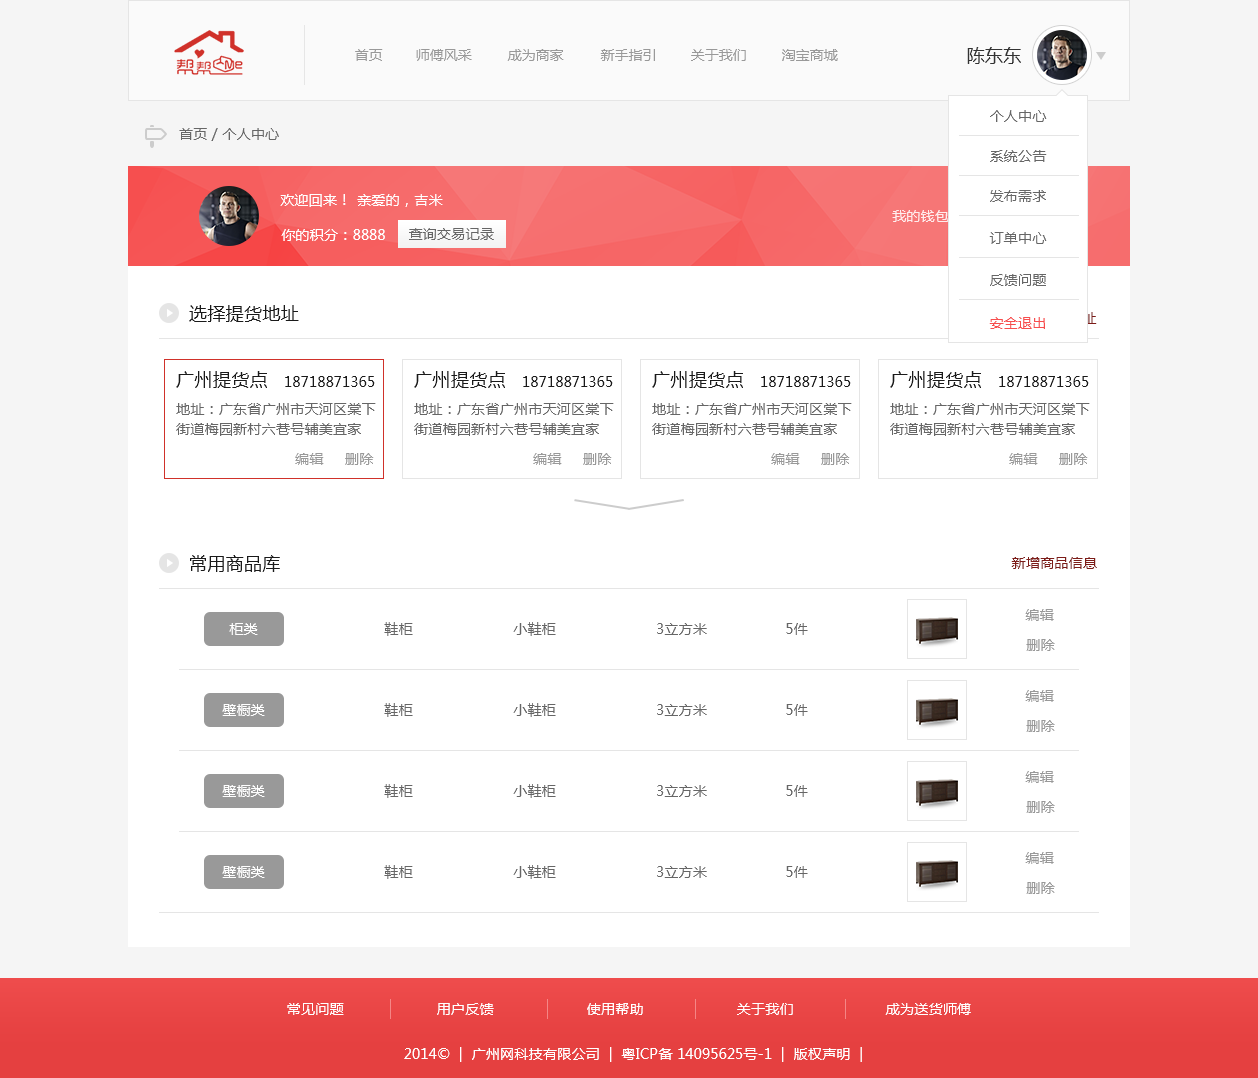 帮帮Me
首页 师傅风采 成为商家 新手指引 关于我们 淘宝商城 陈东东
首页 / 个人中心
个人中心
系统公告
发布需求
订单中心
反馈问题
安全退出
欢迎回来！ 亲爱的，吉米
你的积分：8888 查询交易记录
我的钱包
选择提货地址
址
广州提货点 18718871365
地址：广东省广州市天河区棠下
街道梅园新村六巷号辅美宜家
编辑 删除
广州提货点 18718871365
地址：广东省广州市天河区棠下
街道梅园新村六巷号辅美宜家
编辑 删除
广州提货点 18718871365
地址：广东省广州市天河区棠下
街道梅园新村六巷号辅美宜家
编辑 删除
广州提货点 18718871365
地址：广东省广州市天河区棠下
街道梅园新村六巷号辅美宜家
编辑 删除
常用商品库 新增商品信息
柜类 鞋柜 小鞋柜 3立方米 5件
编辑
删除
壁橱类 鞋柜 小鞋柜 3立方米 5件
编辑
删除
壁橱类 鞋柜 小鞋柜 3立方米 5件
编辑
删除
壁橱类 鞋柜 小鞋柜 3立方米 5件
编辑
删除
常见问题 用户反馈 使用帮助 关于我们 成为送货师傅
2014© | 广州网科技有限公司 | 粤ICP备 14095625号-1 | 版权声明 |